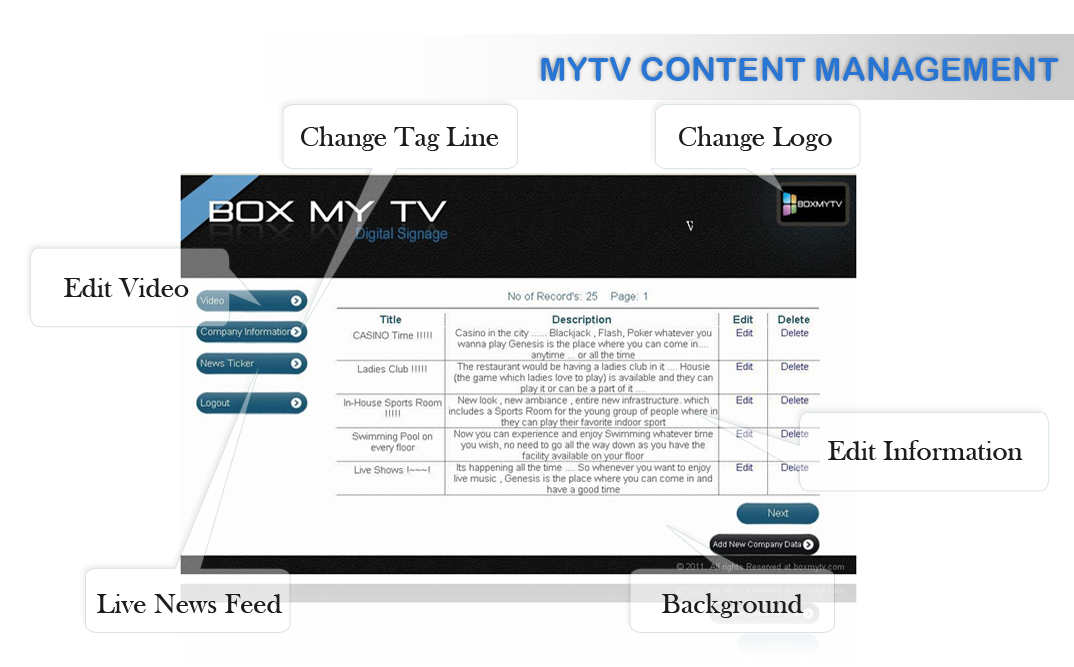 MYTV CONTENT MANAGEMENT
Change Tag Line
Change Logo
BOX MY TV
Digital Signage
BOXMYTV
V
Edit Video
Video
Company Information
News Ticker
Logout
No of Record's: 25 Page: 1
Title Description Edit Delete
CASINO Time !!!!! Casino in the city ...... Blackjack , Flash, Poker whatever you Edit Delete
wanna play Genesis is the place where you can come in....
anytime ... or all the time
Ladies Club !!!!! The restaurant would be having a ladies club in it .... Housie Edit Delete
(the game which ladies love to play) is available and they can
play it or can be a part of it ....
In-House Sports Room New look , new ambiance , entire new infrastructure. which Edit Delete
!!!!! includes a Sports Room for the young group of people where in
they can play their favorite indoor sport
Swimming Pool on Now you can experience and enjoy Swimming whatever time Edit Delete
every floor you wish, no need to go all the way down as you have the
facility available on your floor
Live Shows !~~~! Its happening all the time .... So whenever you want to enjoy Edit Delete
live music , Genesis is the place where you can come in and
have a good time
Edit Information
Next
Add New Company Data
© 2011. All rights Reserved at boxmytv.com
Live News Feed
Background